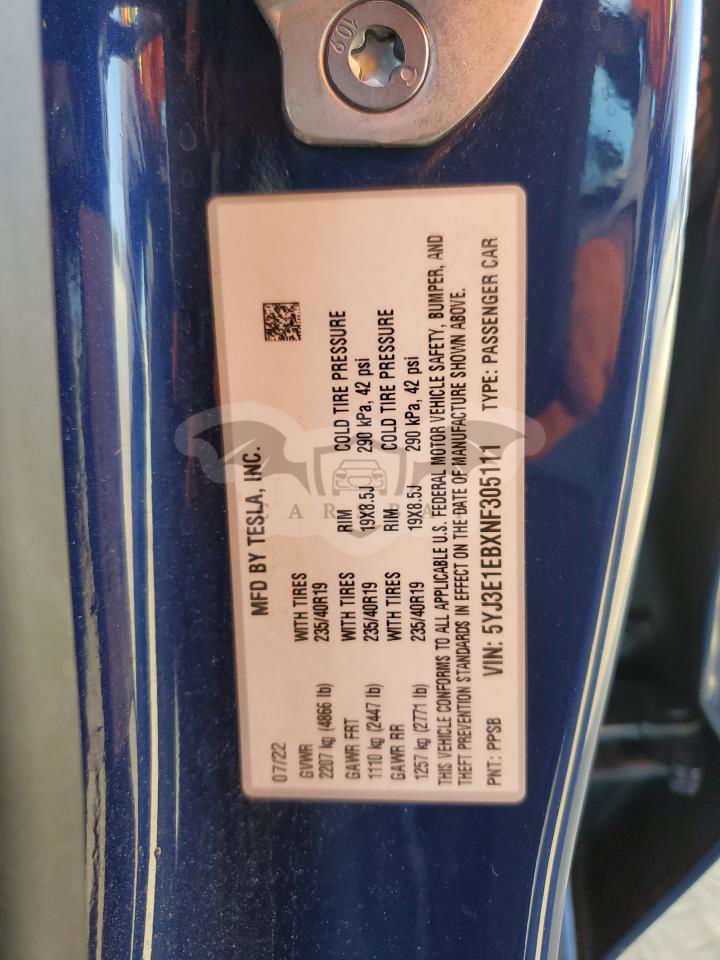 10.9
MFD BY TESLA, INC.
07/22
GVWR WITH TIRES
2207 kg (4866 lb) 235/40R19
GAWR FRT WITH TIRES RIM COLD TIRE PRESSURE
1110 kg (2447 lb) 235/40R19 19X8.5J 290 kPa, 42 psi
GAWR RR WITH TIRES RIM COLD TIRE PRESSURE
1257 kg (2771 lb) 235/40R19 19X8.5J 290 kPa, 42 psi
THIS VEHICLE CONFORMS TO ALL APPLICABLE U.S. FEDERAL MOTOR VEHICLE SAFETY, BUMPER, AND
THEFT PREVENTION STANDARDS IN EFFECT ON THE DATE OF MANUFACTURE SHOWN ABOVE.
PNT: PPSB VIN: 5YJ3E1EBXNF305111 TYPE: PASSENGER CAR